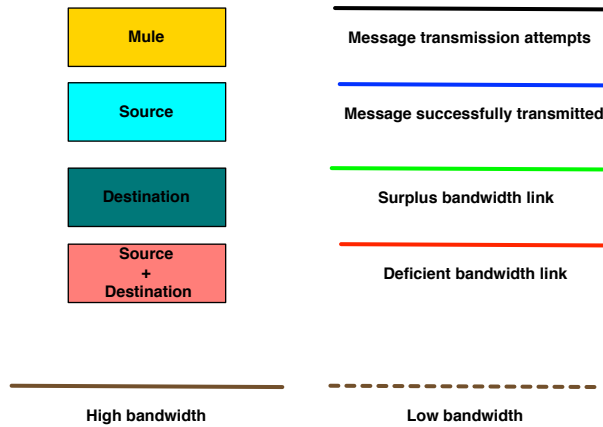 Mule
Message transmission attempts
Source
Message successfully transmitted
Destination
Surplus bandwidth link
Source
+
Destination
Deficient bandwidth link
High bandwidth
Low bandwidth